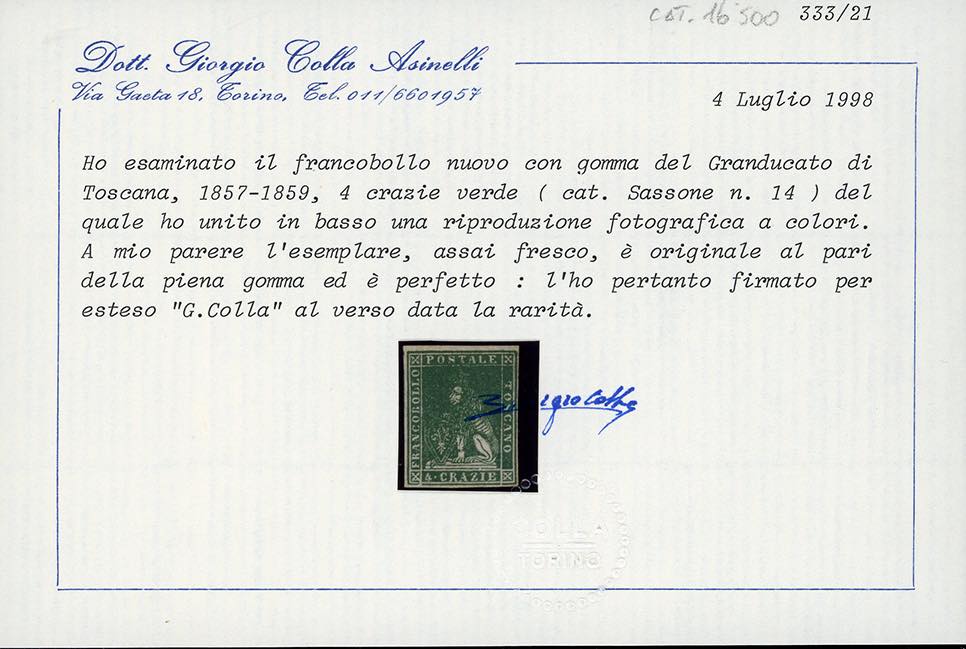 CAT. 16500 333/21
Dott. Giorgio Colla Asinelli
Via Gaeta 18, Torino, Tel. 011/6601957
4 Luglio 1998
Ho esaminato il francobollo nuovo con gomma del Granducato di
Toscana, 1857-1859, 4 crazie verde ( cat. Sassone n. 14 ) del
quale ho unito in basso una riproduzione fotografica a colori.
A mio parere l'esemplare, assai fresco, è originale al pari
della piena gomma ed è perfetto : l'ho pertanto firmato per
esteso "G.Colla" al verso data la rarità.
FRANCOBOLLO
POSTALE
TOSCANO
4·CRAZIE
COLLA
TORINO